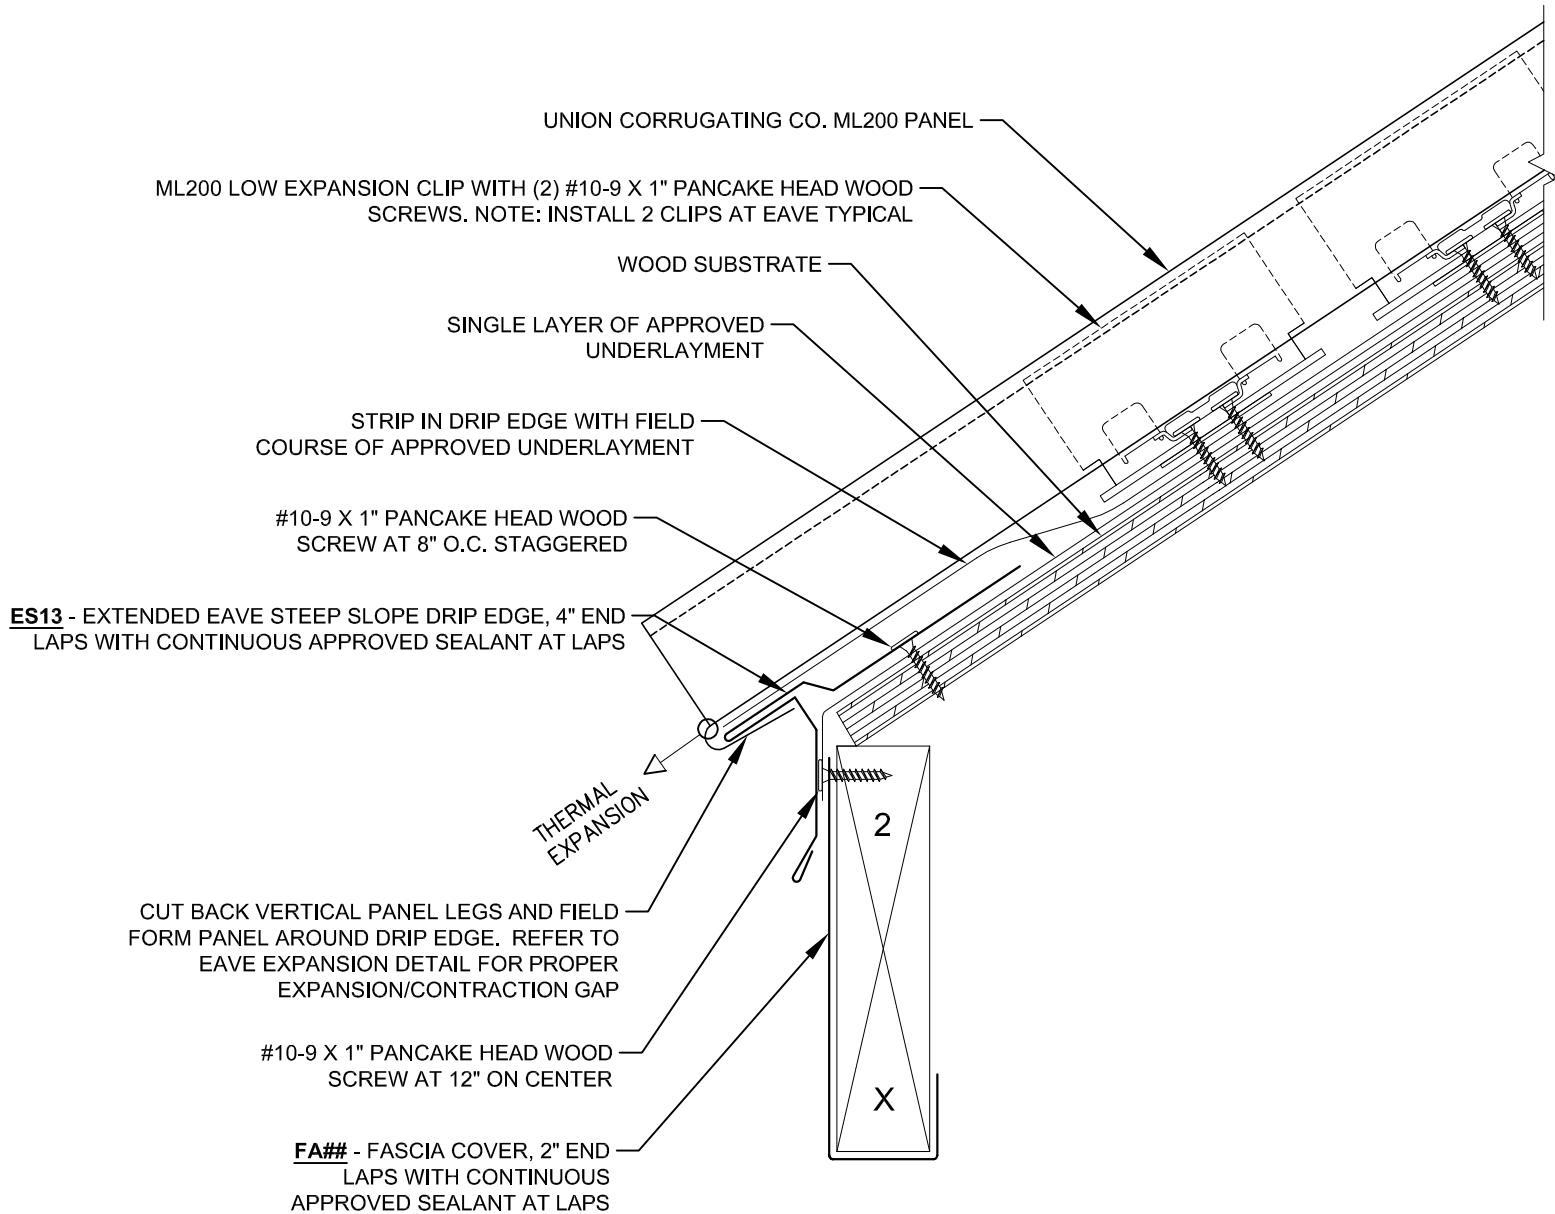 UNION CORRUGATING CO. ML200 PANEL
ML200 LOW EXPANSION CLIP WITH (2) #10-9 X 1" PANCAKE HEAD WOOD
SCREWS. NOTE: INSTALL 2 CLIPS AT EAVE TYPICAL
WOOD SUBSTRATE
SINGLE LAYER OF APPROVED
UNDERLAYMENT
STRIP IN DRIP EDGE WITH FIELD
COURSE OF APPROVED UNDERLAYMENT
#10-9 X 1" PANCAKE HEAD WOOD
SCREW AT 8" O.C. STAGGERED
ES13 - EXTENDED EAVE STEEP SLOPE DRIP EDGE, 4" END
LAPS WITH CONTINUOUS APPROVED SEALANT AT LAPS
THERMAL
EXPANSION
CUT BACK VERTICAL PANEL LEGS AND FIELD
FORM PANEL AROUND DRIP EDGE. REFER TO
EAVE EXPANSION DETAIL FOR PROPER
EXPANSION/CONTRACTION GAP
#10-9 X 1" PANCAKE HEAD WOOD
SCREW AT 12" ON CENTER
FA## - FASCIA COVER, 2" END
LAPS WITH CONTINUOUS
APPROVED SEALANT AT LAPS
2
X